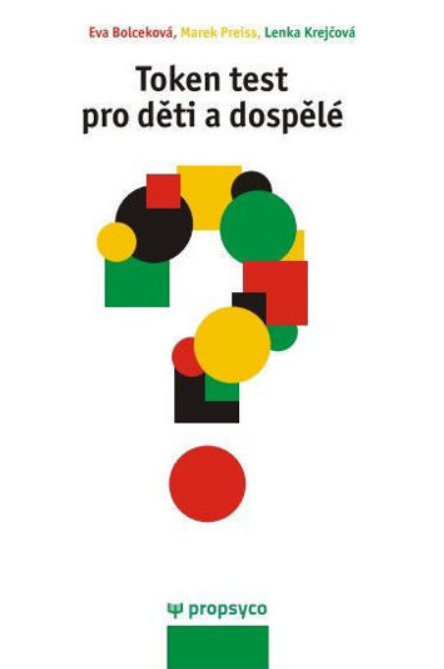 Eva Bolceková, Marek Preiss, Lenka Krejčová
Token test
pro děti a dospělé
propsyco